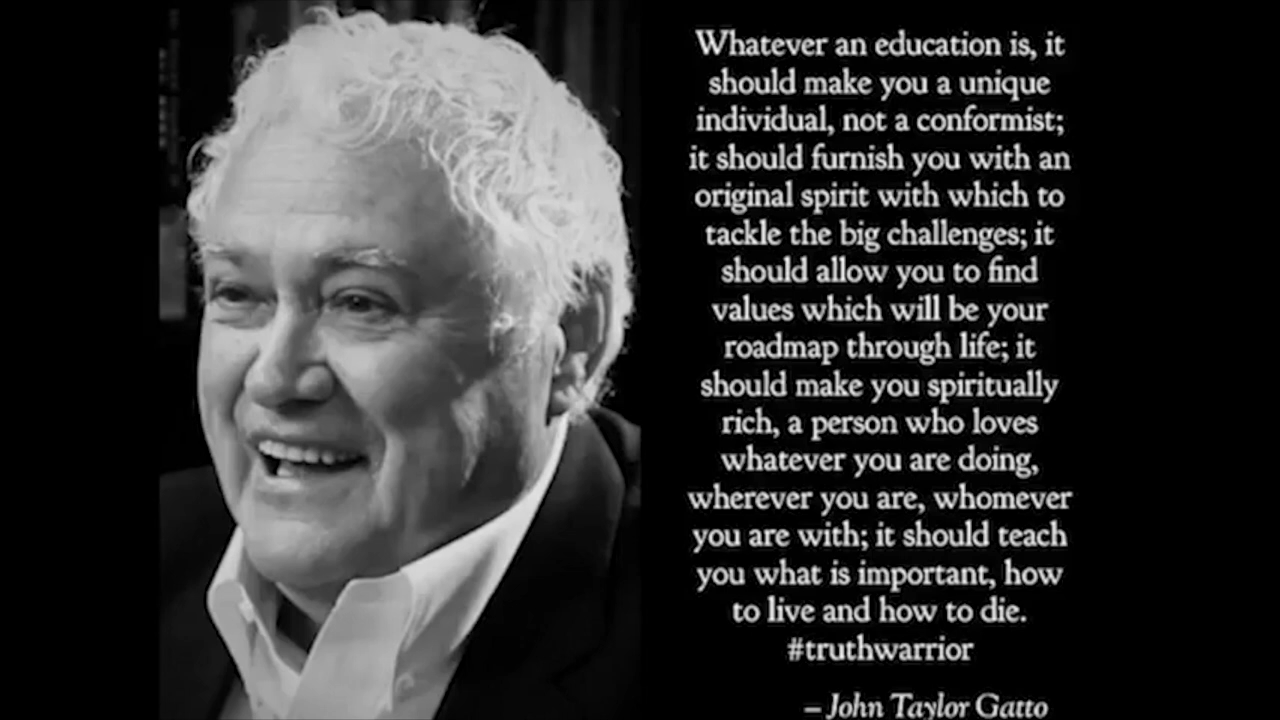 Whatever an education is, it
should make you a unique
individual, not a conformist;
it should furnish you with an
original spirit with which to
tackle the big challenges; it
should allow you to find
values which will be your
roadmap through life; it
should make you spiritually
rich, a person who loves
whatever you are doing,
wherever you are, whomever
you are with; it should teach
you what is important, how
to live and how to die.
#truthwarrior
– John Taylor Gatto